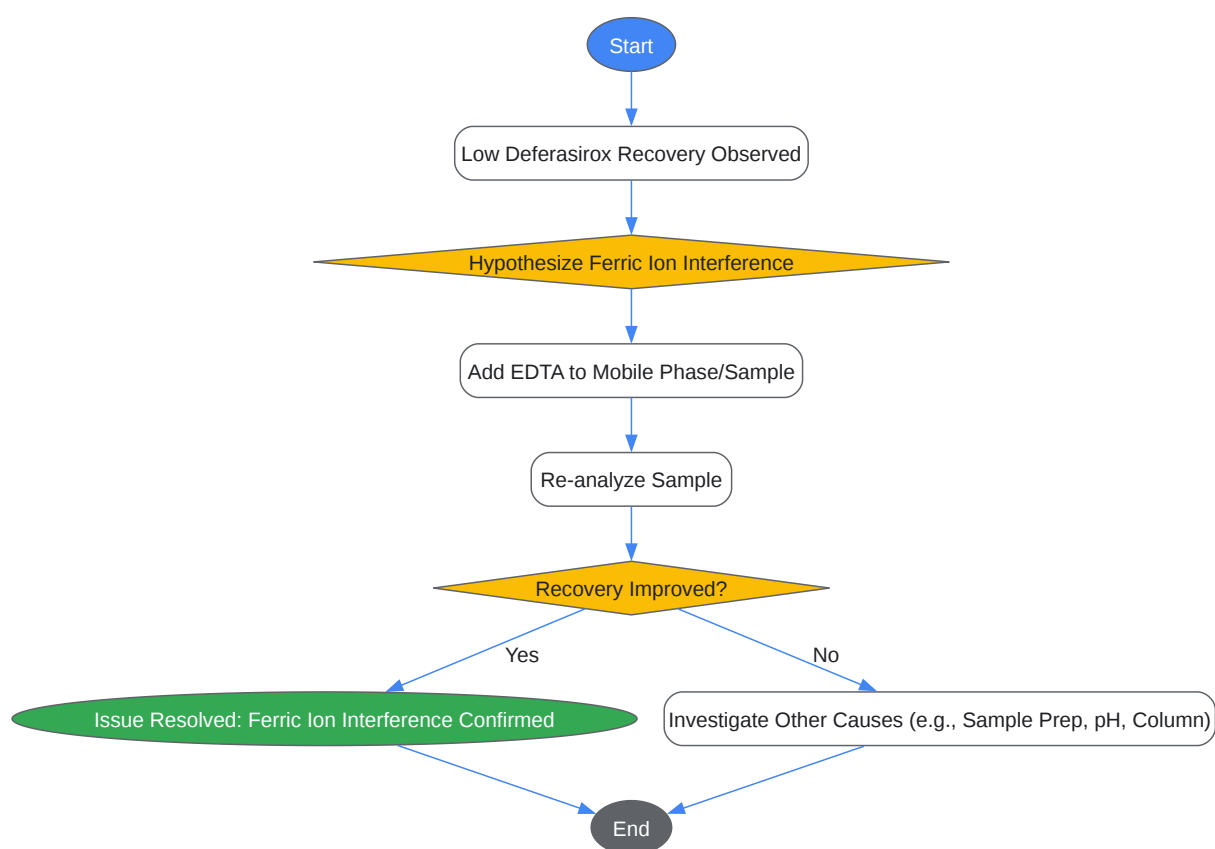 Start
Low Deferasirox Recovery Observed
Hypothesize Ferric Ion Interference
Add EDTA to Mobile Phase/Sample
Re-analyze Sample
Recovery Improved?
Yes
No
Issue Resolved: Ferric Ion Interference Confirmed
Investigate Other Causes (e.g., Sample Prep, pH, Column)
End